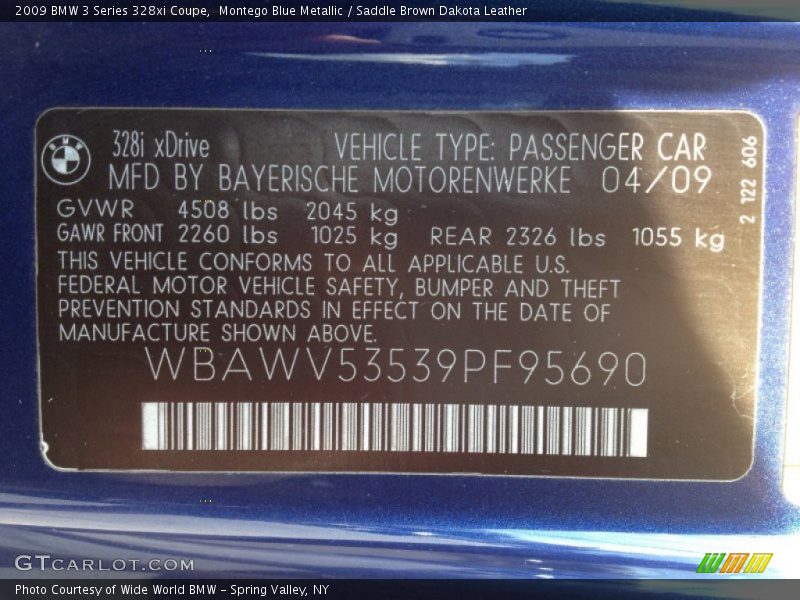 2009 BMW 3 Series 328xi Coupe,  Montego Blue Metallic / Saddle Brown Dakota Leather
BMW
328i xDrive VEHICLE TYPE: PASSENGER CAR
MFD BY BAYERISCHE MOTORENWERKE 04/09
2 122 606
GVWR 4508 lbs 2045 kg
GAWR FRONT 2260 lbs 1025 kg REAR 2326 lbs 1055 kg
THIS VEHICLE CONFORMS TO ALL APPLICABLE U.S.
FEDERAL MOTOR VEHICLE SAFETY, BUMPER AND THEFT
PREVENTION STANDARDS IN EFFECT ON THE DATE OF
MANUFACTURE SHOWN ABOVE.
WBAWV53539PF95690
GTCARLOT.COM
Photo Courtesy of Wide World BMW – Spring Valley, NY